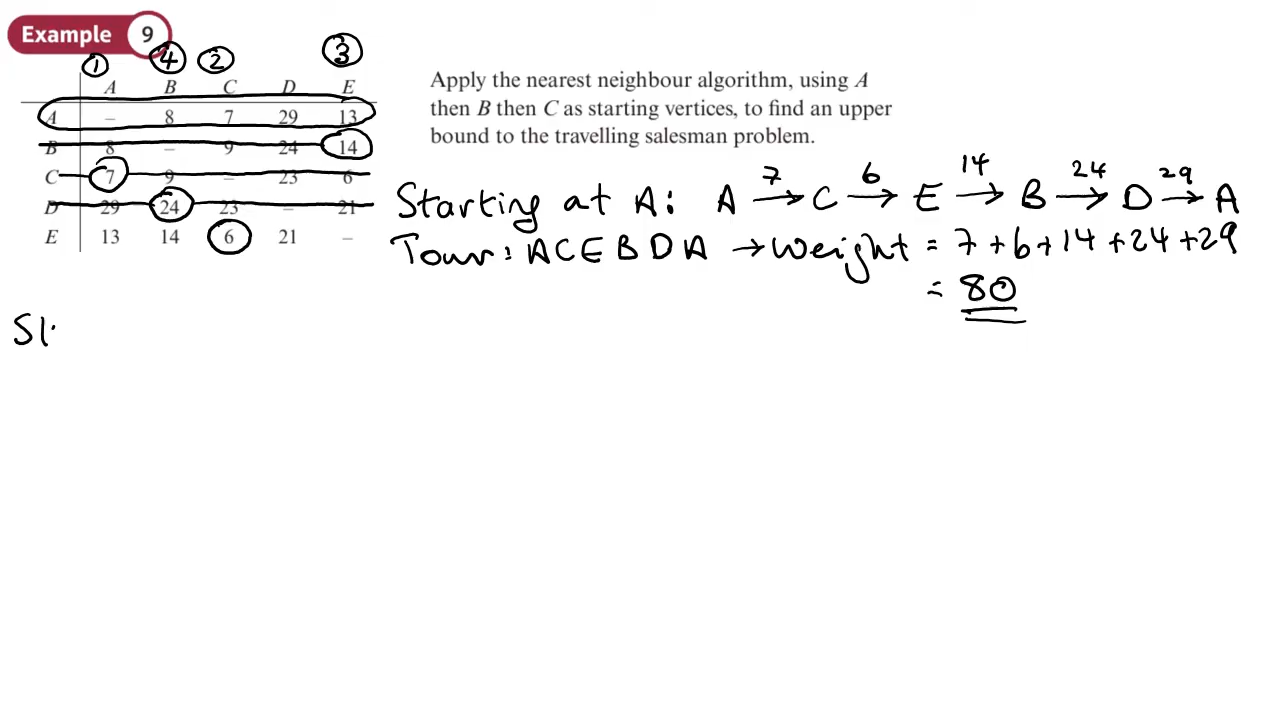 Example 9
① ④ ② ③
A B C D E
A – 8 7 29 13
B 8 – 9 24 14
C 7 9 – 23 6
D 29 24 23 – 21
E 13 14 6 21 –
Apply the nearest neighbour algorithm, using A
then B then C as starting vertices, to find an upper
bound to the travelling salesman problem.
7 6 14 24 29
Starting at A: A → C → E → B → D → A
Tour: ACEBDA → Weight = 7 + 6 + 14 + 24 + 29
= 80